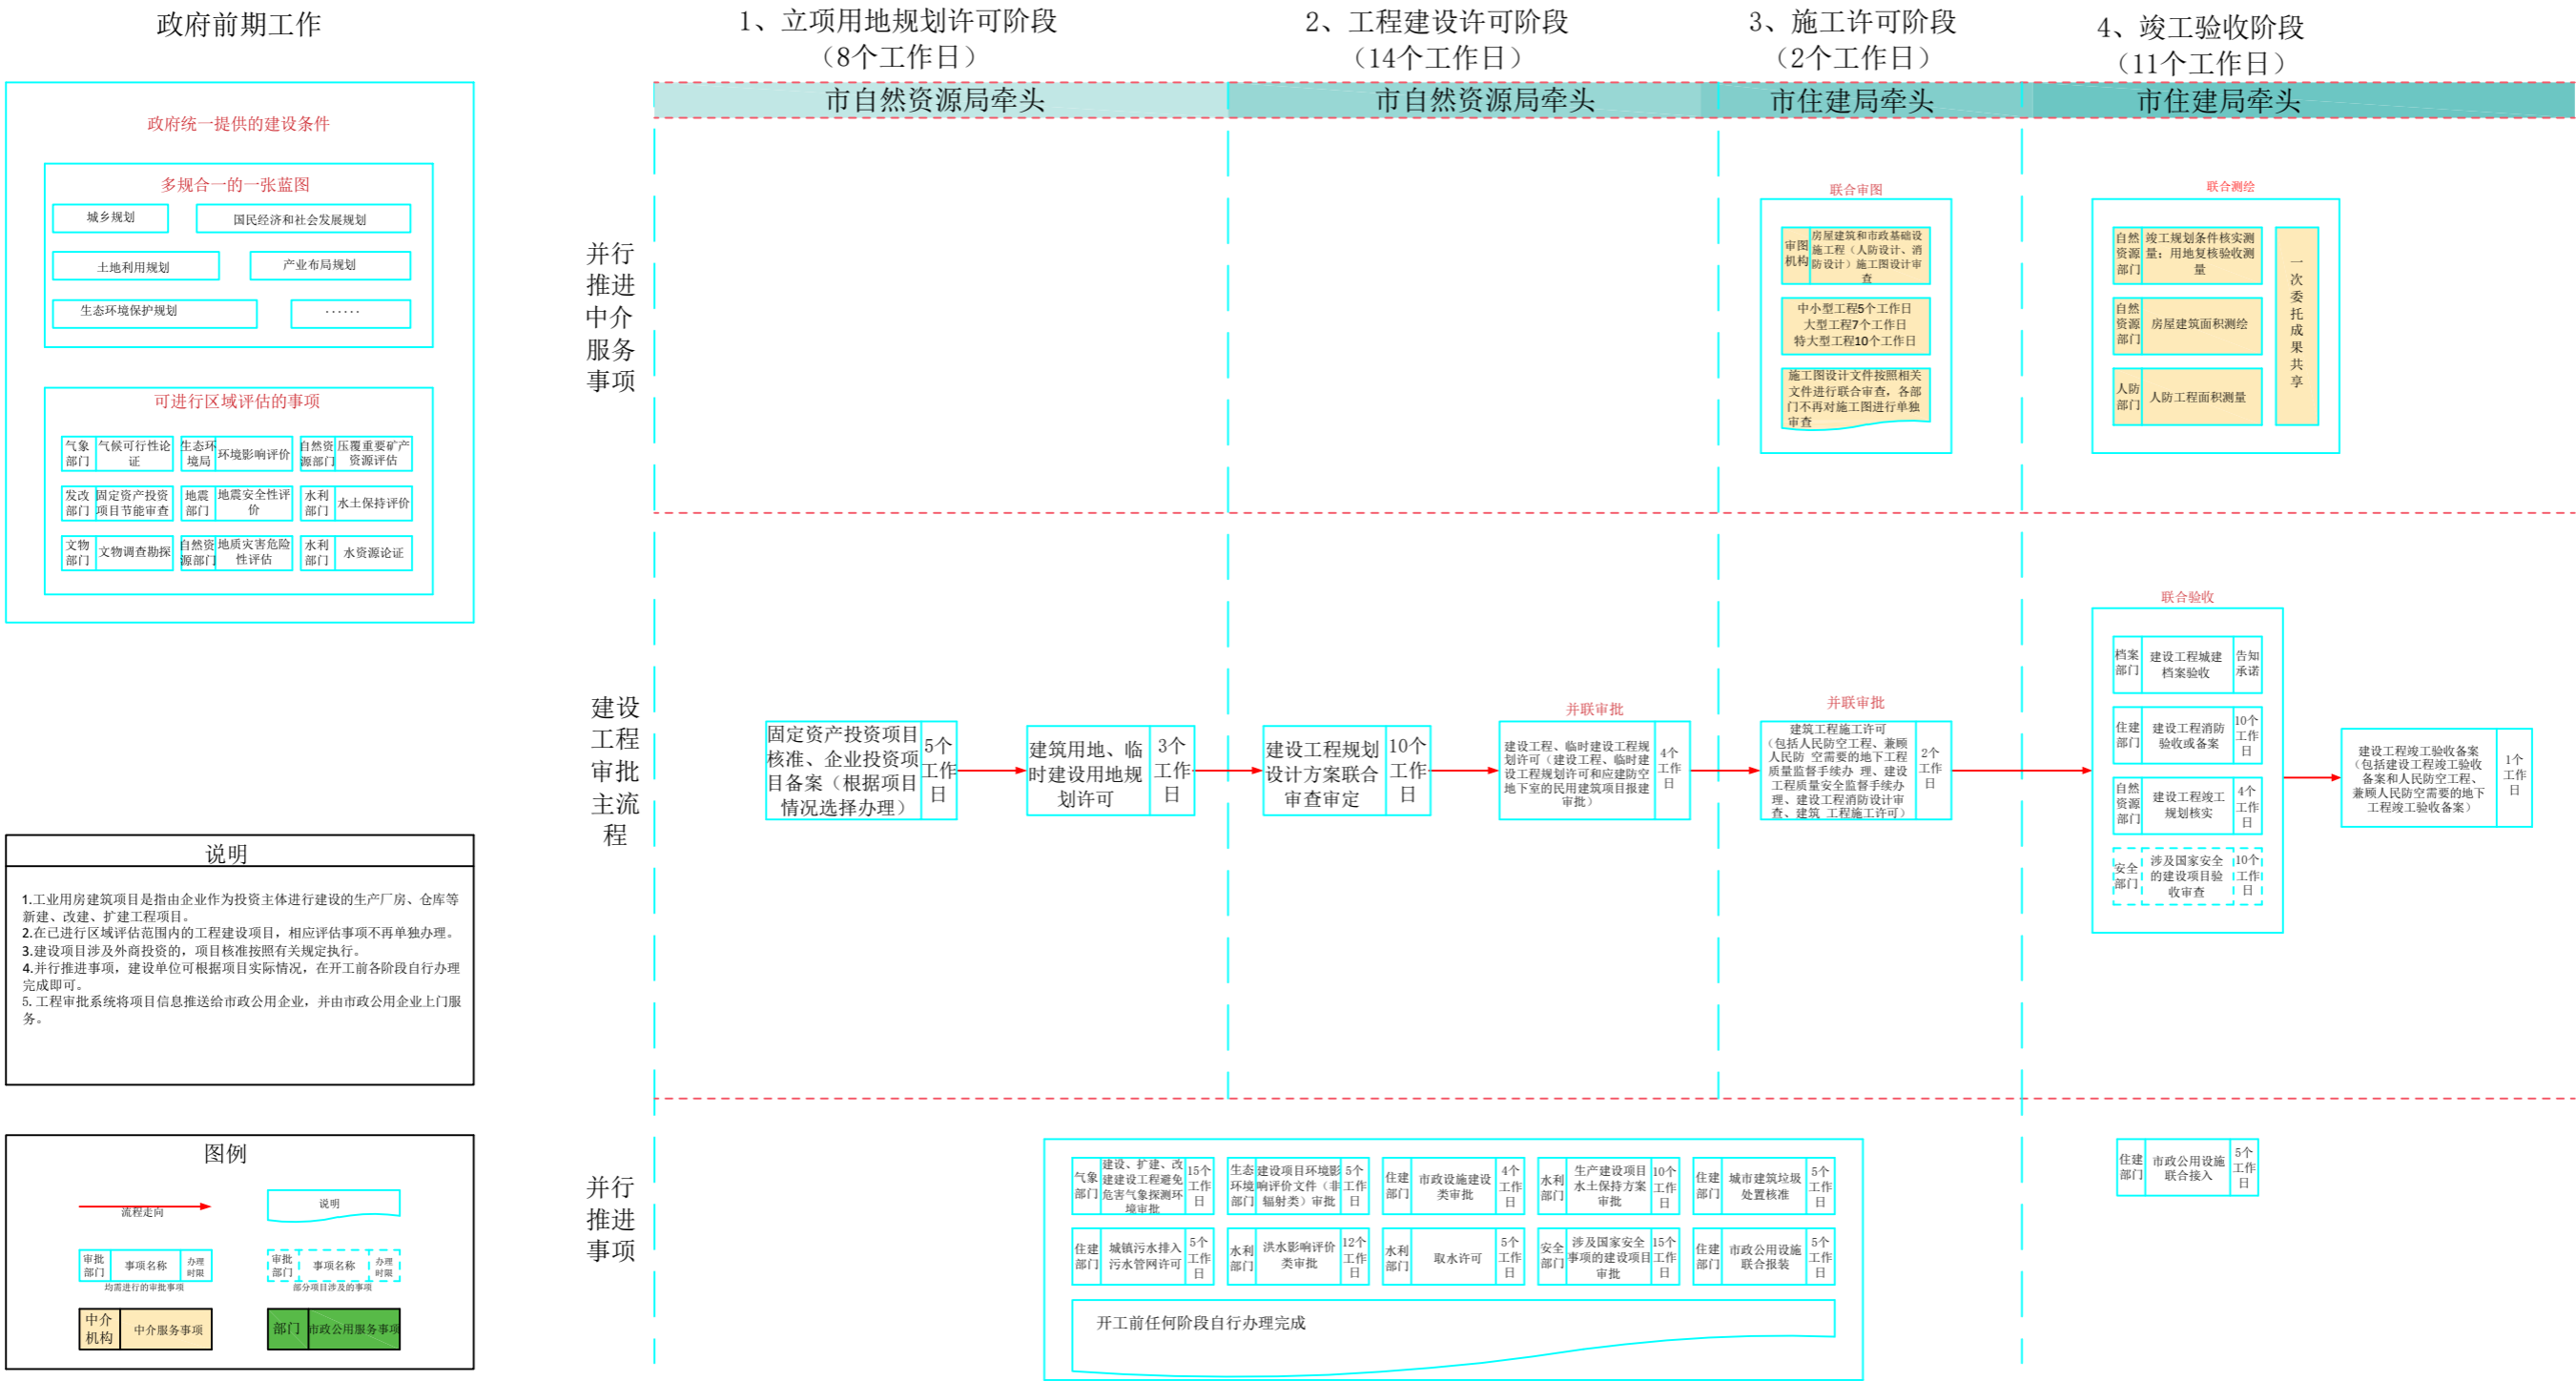 政府前期工作
1、立项用地规划许可阶段
（8个工作日）
2、工程建设许可阶段
（14个工作日）
3、施工许可阶段
（2个工作日）
4、竣工验收阶段
（11个工作日）
市自然资源局牵头
市自然资源局牵头
市住建局牵头
市住建局牵头
政府统一提供的建设条件
多规合一的一张蓝图
城乡规划
国民经济和社会发展规划
土地利用规划
产业布局规划
生态环境保护规划
······
可进行区域评估的事项
气象
部门
气候可行性论
证
生态环
境局
环境影响评价
自然资
源部门
压覆重要矿产
资源评估
发改
部门
固定资产投资
项目节能审查
地震
部门
地震安全性评
价
水利
部门
水土保持评价
文物
部门
文物调查勘探
自然资
源部门
地质灾害危险
性评估
水利
部门
水资源论证
说明
1.工业用房建筑项目是指由企业作为投资主体进行建设的生产厂房、仓库等
新建、改建、扩建工程项目。
2.在已进行区域评估范围内的工程建设项目，相应评估事项不再单独办理。
3.建设项目涉及外商投资的，项目核准按照有关规定执行。
4.并行推进事项，建设单位可根据项目实际情况，在开工前各阶段自行办理
完成即可。
5.工程审批系统将项目信息推送给市政公用企业，并由市政公用企业上门服
务。
图例
流程走向
说明
审批
部门
事项名称
办理
时限
均需进行的审批事项
审批
部门
事项名称
办理
时限
部分项目涉及的事项
中介
机构
中介服务事项
部门
市政公用服务事项
并行
推进
中介
服务
事项
联合审图
审图
机构
房屋建筑和市政基础设
施工程（人防设计、消
防设计）施工图设计审
查
中小型工程5个工作日
大型工程7个工作日
特大型工程10个工作日
施工图设计文件按照相关
文件进行联合审查，各部
门不再对施工图进行单独
审查
联合测绘
自然
资源
部门
竣工规划条件核实测
量；用地复核验收测
量
自然
资源
部门
房屋建筑面积测绘
人防
部门
人防工程面积测量
一
次
委
托
成
果
共
享
建设
工程
审批
主流
程
固定资产投资项目
核准、企业投资项
目备案（根据项目
情况选择办理）
5个
工作
日
建筑用地、临
时建设用地规
划许可
3个
工作
日
建设工程规划
设计方案联合
审查审定
10个
工作
日
并联审批
建设工程、临时建设工程规
划许可（建设工程、临时建
设工程规划许可和应建防空
地下室的民用建筑项目报建
审批）
4个
工作
日
并联审批
建筑工程施工许可
（包括人民防空工程、兼顾
人民防 空需要的地下工程
质量监督手续办 理、建设
工程质量安全监督手续办
理、建设工程消防设计审
查、建筑 工程施工许可）
2个
工作
日
联合验收
档案
部门
建设工程城建
档案验收
告知
承诺
住建
部门
建设工程消防
验收或备案
10个
工作
日
自然
资源
部门
建设工程竣工
规划核实
4个
工作
日
安全
部门
涉及国家安全
的建设项目验
收审查
10个
工作
日
建设工程竣工验收备案
（包括建设工程竣工验收
备案和人民防空工程、
兼顾人民防空需要的地下
工程竣工验收备案）
1个
工作
日
并行
推进
事项
气象
部门
建设、扩建、改
建建设工程避免
危害气象探测环
境审批
15个
工作
日
生态
环境
部门
建设项目环境影
响评价文件（非
辐射类）审批
5个
工作
日
住建
部门
市政设施建设
类审批
4个
工作
日
水利
部门
生产建设项目
水土保持方案
审批
10个
工作
日
住建
部门
城市建筑垃圾
处置核准
5个
工作
日
住建
部门
城镇污水排入
污水管网许可
5个
工作
日
水利
部门
洪水影响评价
类审批
12个
工作
日
水利
部门
取水许可
5个
工作
日
安全
部门
涉及国家安全
事项的建设项目
审批
15个
工作
日
住建
部门
市政公用设施
联合报装
5个
工作
日
开工前任何阶段自行办理完成
住建
部门
市政公用设施
联合接入
5个
工作
日